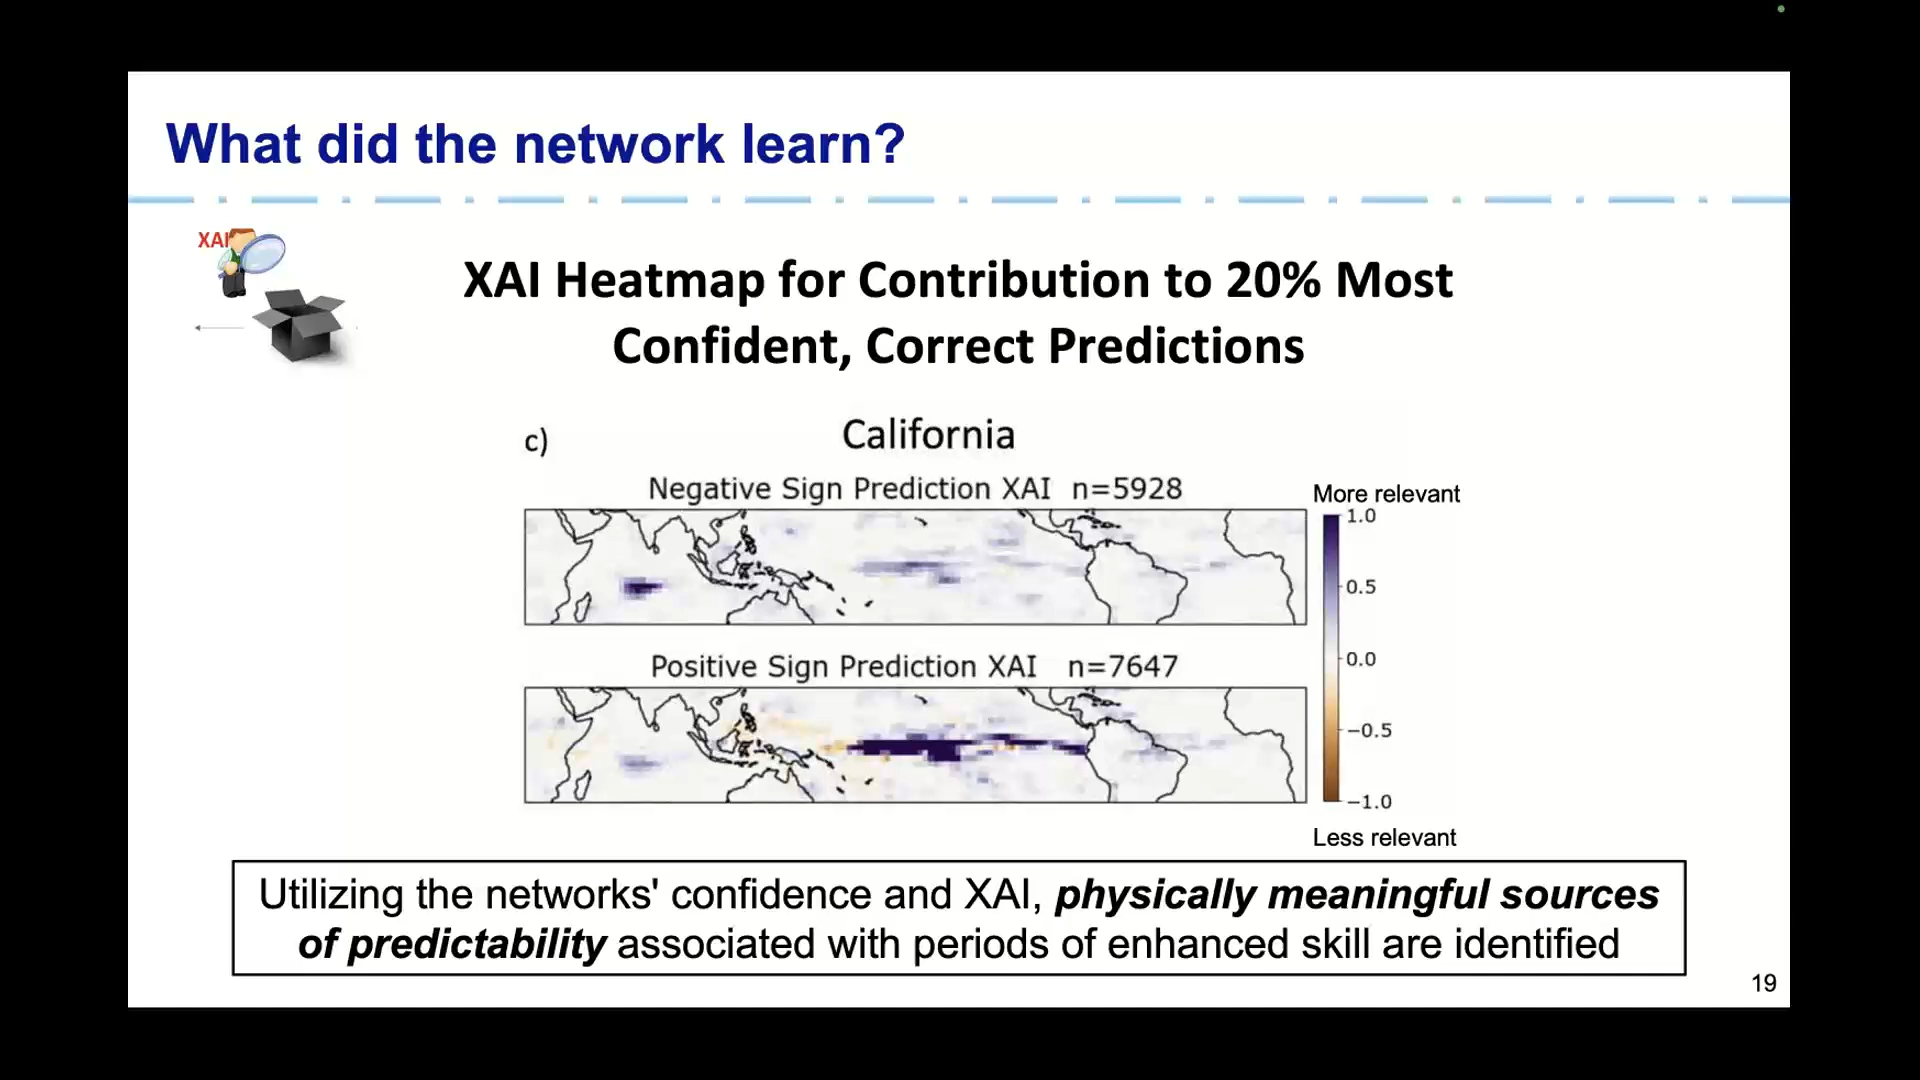 What did the network learn?
XAI
XAI Heatmap for Contribution to 20% Most
Confident, Correct Predictions
c)
California
Negative Sign Prediction XAI n=5928
More relevant
1.0
0.5
0.0
−0.5
−1.0
Less relevant
Positive Sign Prediction XAI n=7647
Utilizing the networks' confidence and XAI, physically meaningful sources
of predictability associated with periods of enhanced skill are identified
19